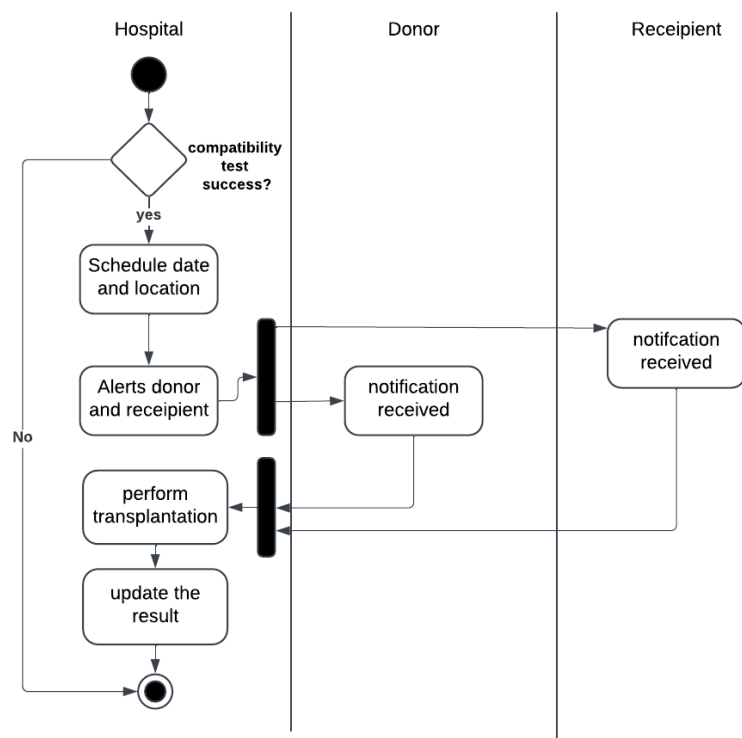 Hospital
Donor
Receipient
compatibility
test
success?
yes
Schedule date
and location
notifcation
received
Alerts donor
and receipient
notification
received
No
perform
transplantation
update the
result